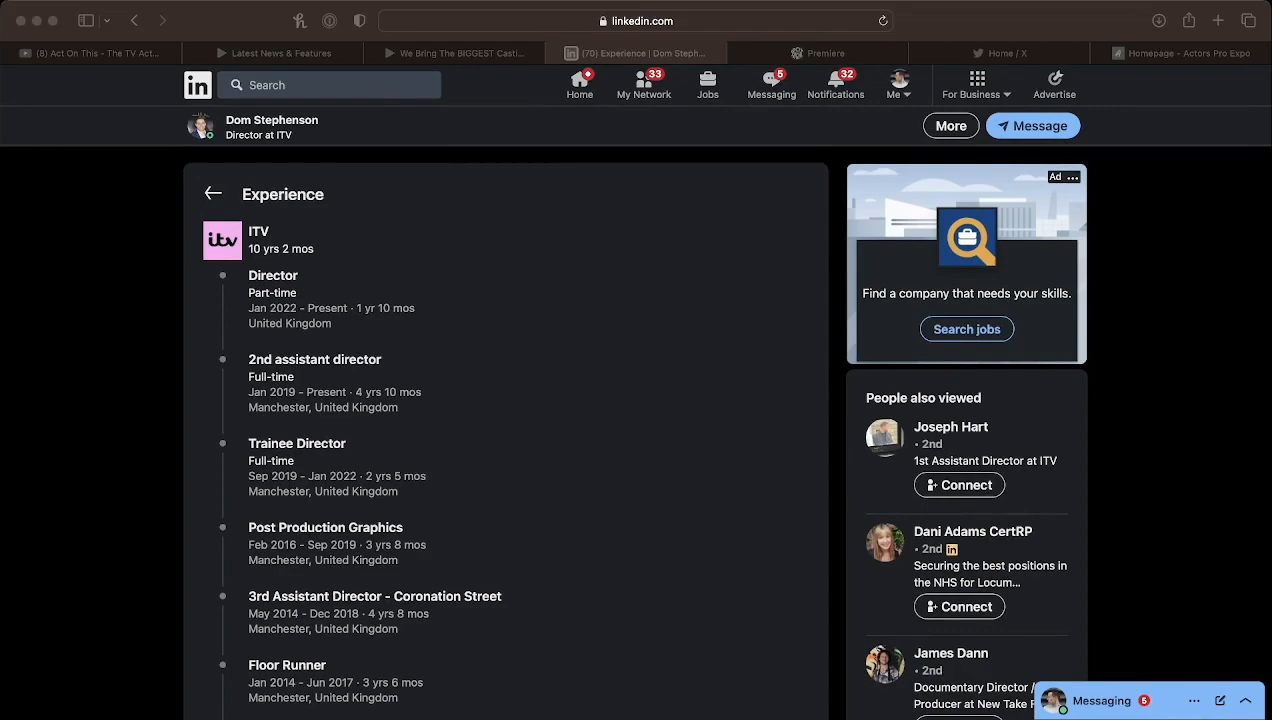 linkedin.com
(8) Act On This - The TV Act...
Latest News & Features
We Bring The BIGGEST Casti...
(70) Experience | Dom Steph...
Premiere
Home / X
Homepage - Actors Pro Expo
in
Search
Home
33
My Network
Jobs
5
Messaging
32
Notifications
Me
For Business
Advertise
Dom Stephenson
Director at ITV
More
Message
Experience
itv
ITV
10 yrs 2 mos
Director
Part-time
Jan 2022 - Present · 1 yr 10 mos
United Kingdom
2nd assistant director
Full-time
Jan 2019 - Present · 4 yrs 10 mos
Manchester, United Kingdom
Trainee Director
Full-time
Sep 2019 - Jan 2022 · 2 yrs 5 mos
Manchester, United Kingdom
Post Production Graphics
Feb 2016 - Sep 2019 · 3 yrs 8 mos
Manchester, United Kingdom
3rd Assistant Director - Coronation Street
May 2014 - Dec 2018 · 4 yrs 8 mos
Manchester, United Kingdom
Floor Runner
Jan 2014 - Jun 2017 · 3 yrs 6 mos
Manchester, United Kingdom
Ad ...
Find a company that needs your skills.
Search jobs
People also viewed
Joseph Hart
· 2nd
1st Assistant Director at ITV
Connect
Dani Adams CertRP
· 2nd in
Securing the best positions in
the NHS for Locum...
Connect
James Dann
· 2nd
Documentary Director /
Producer at New Take F
Messaging 5 ...